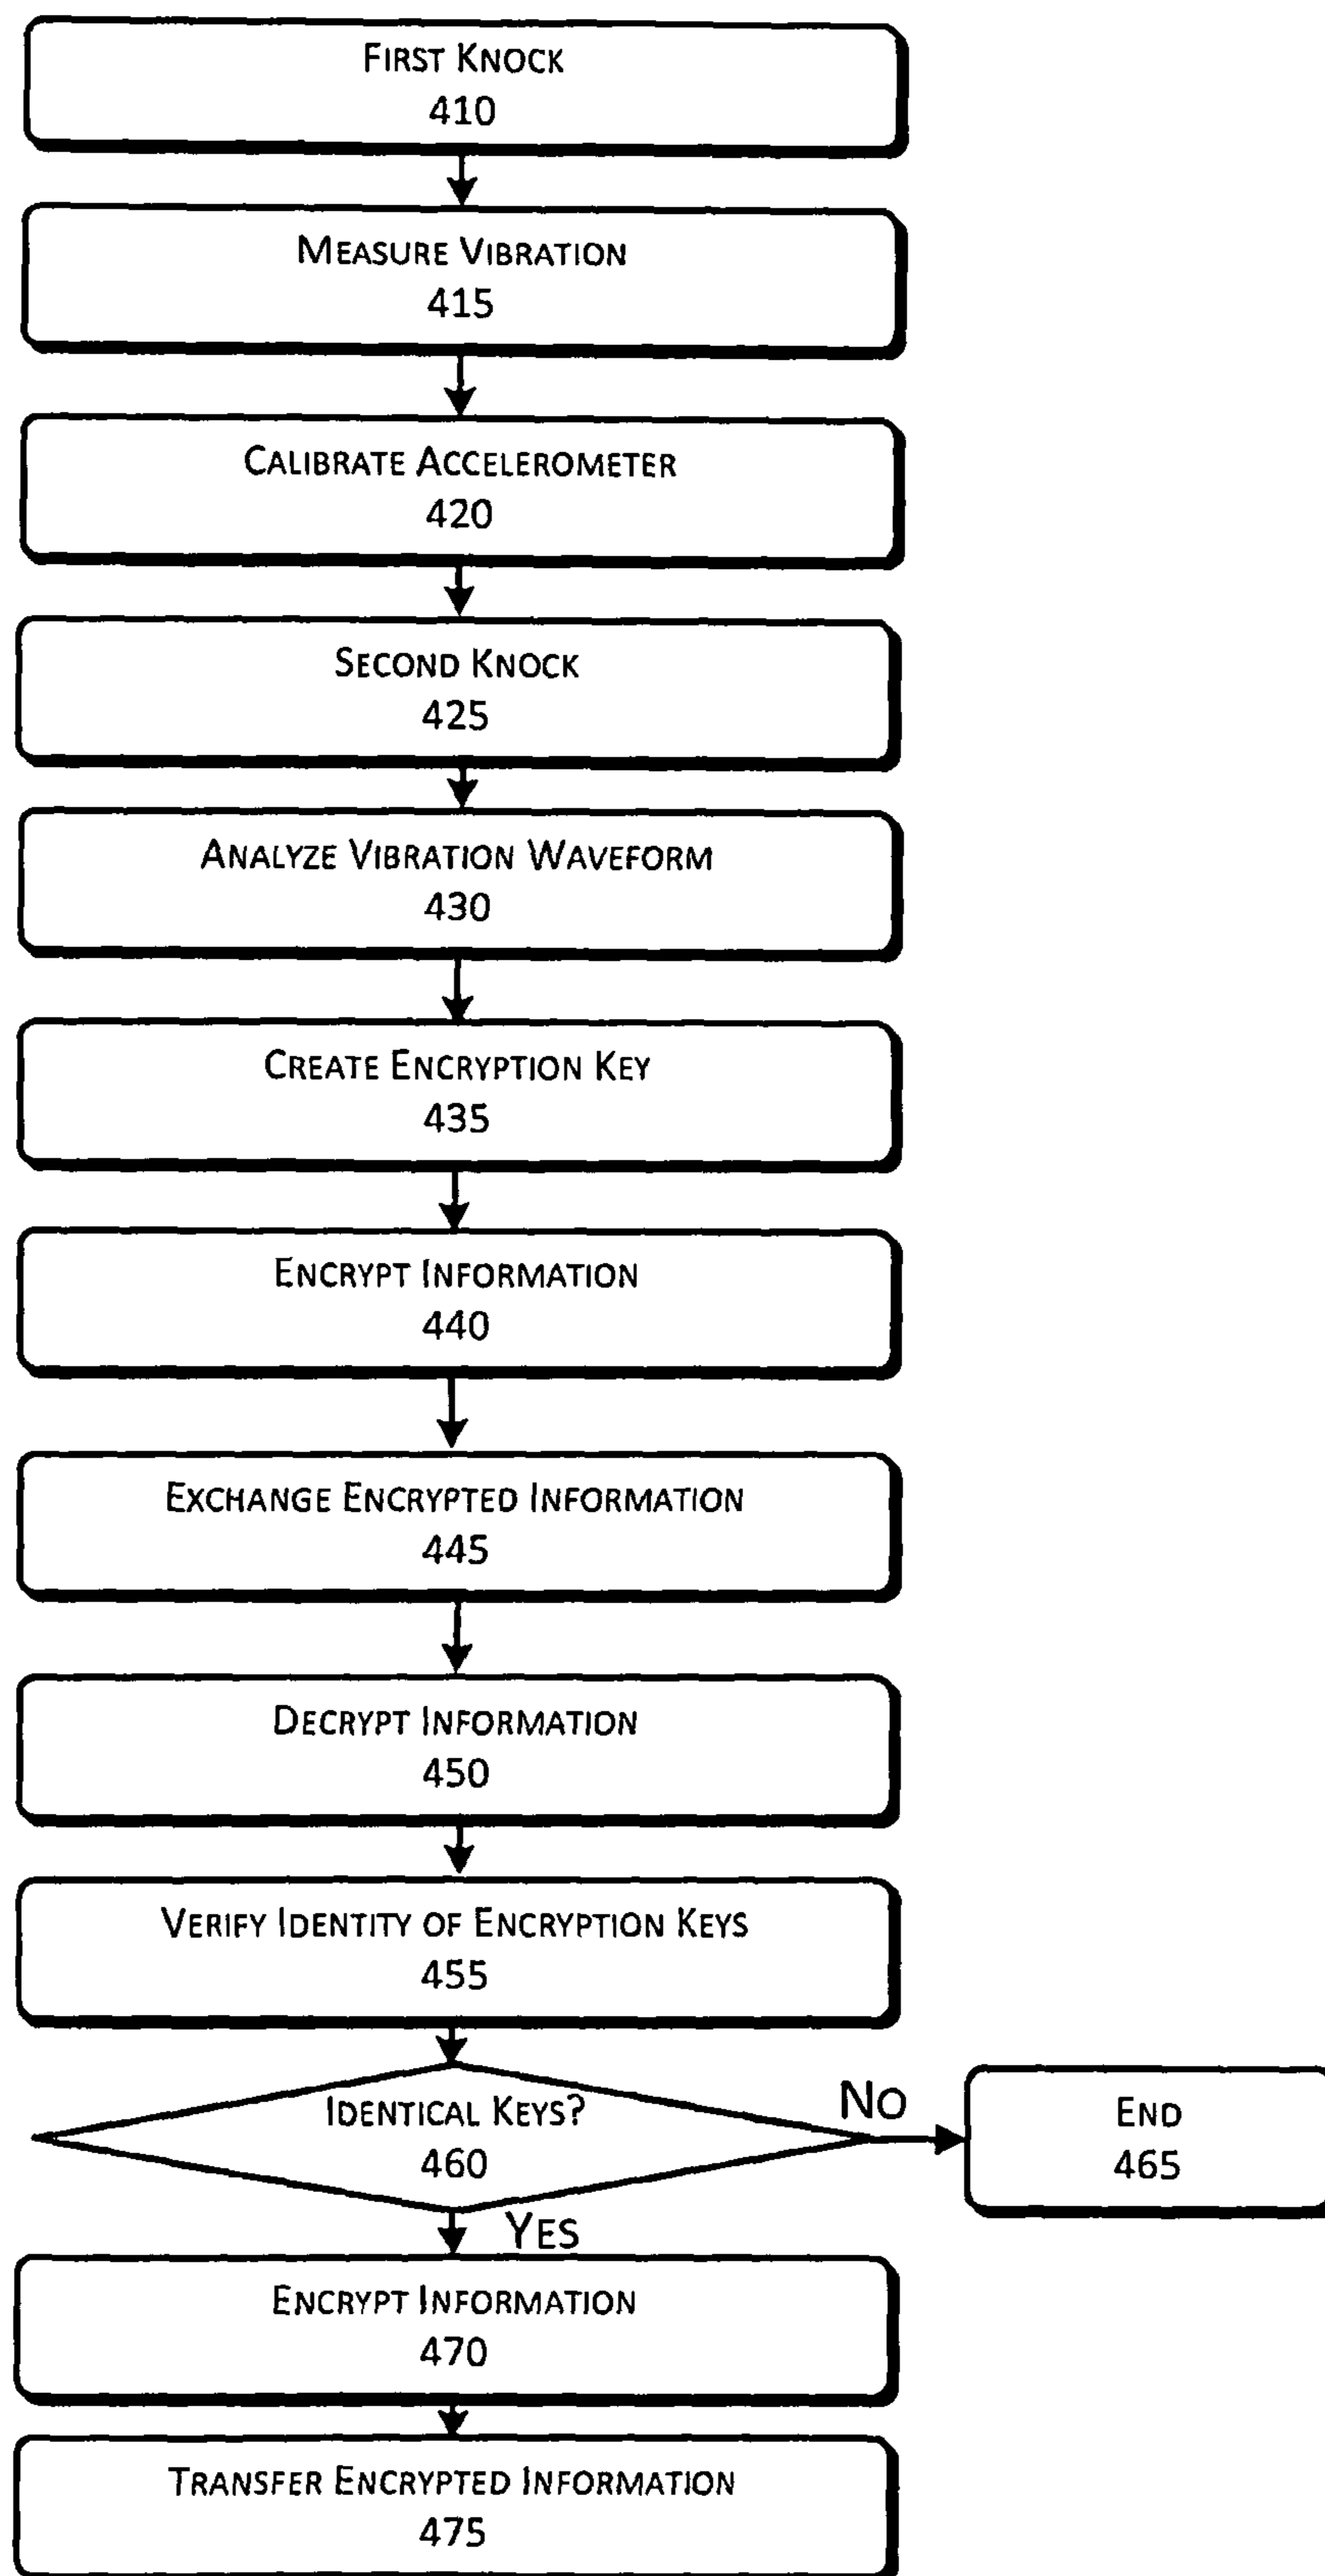 First Knock
410
Measure Vibration
415
Calibrate Accelerometer
420
Second Knock
425
Analyze Vibration Waveform
430
Create Encryption Key
435
Encrypt Information
440
Exchange Encrypted Information
445
Decrypt Information
450
Verify Identity of Encryption Keys
455
Identical Keys?
460
No
End
465
Yes
Encrypt Information
470
Transfer Encrypted Information
475